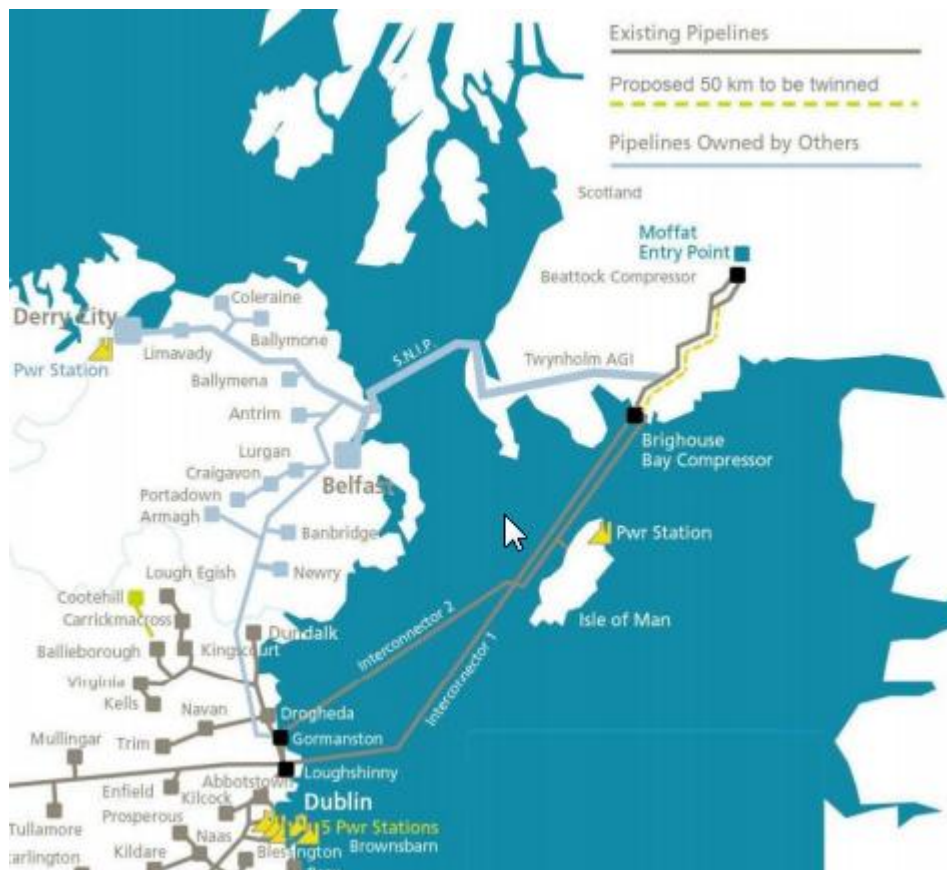 Existing Pipelines
Proposed 50 km to be twinned
Pipelines Owned by Others
Scotland
Moffat
Entry Point
Beattock Compressor
Coleraine
Derry City
Ballymone
Limavady
S.N.I.P.
Twynholm AGI
Pwr Station
Ballymena
Antrim
Brighouse
Bay Compressor
Lurgan
Craigavon
Belfast
Portadown
Armagh
Banbridge
Pwr Station
Lough Egish
Newry
Cootehill
Carrickmacross
Isle of Man
Dundalk
Interconnector 2
Bailieborough
Kingscourt
Interconnector 1
Virginia
Kells
Navan
Drogheda
Mullingar
Trim
Gormanston
Loughshinny
Abbotstown
Enfield
Kilcock
Dublin
Prosperous
5 Pwr Stations
Tullamore
Naas
Brownsbarn
Kildare
Blessington
arlington